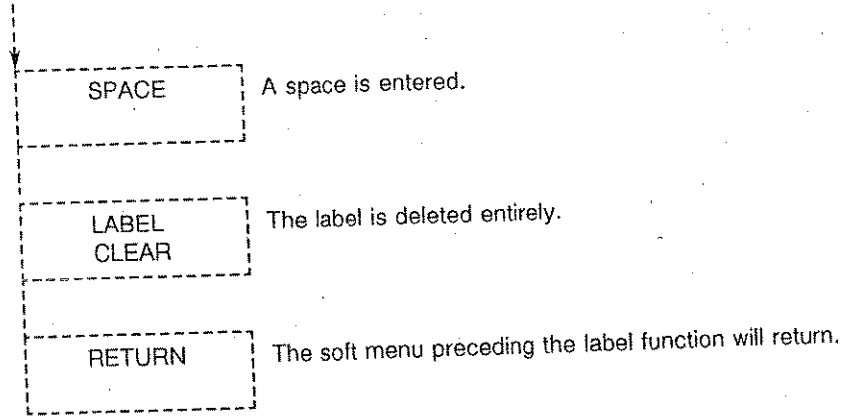 SPACE A space is entered.
LABEL The label is deleted entirely.
CLEAR
RETURN The soft menu preceding the label function will return.